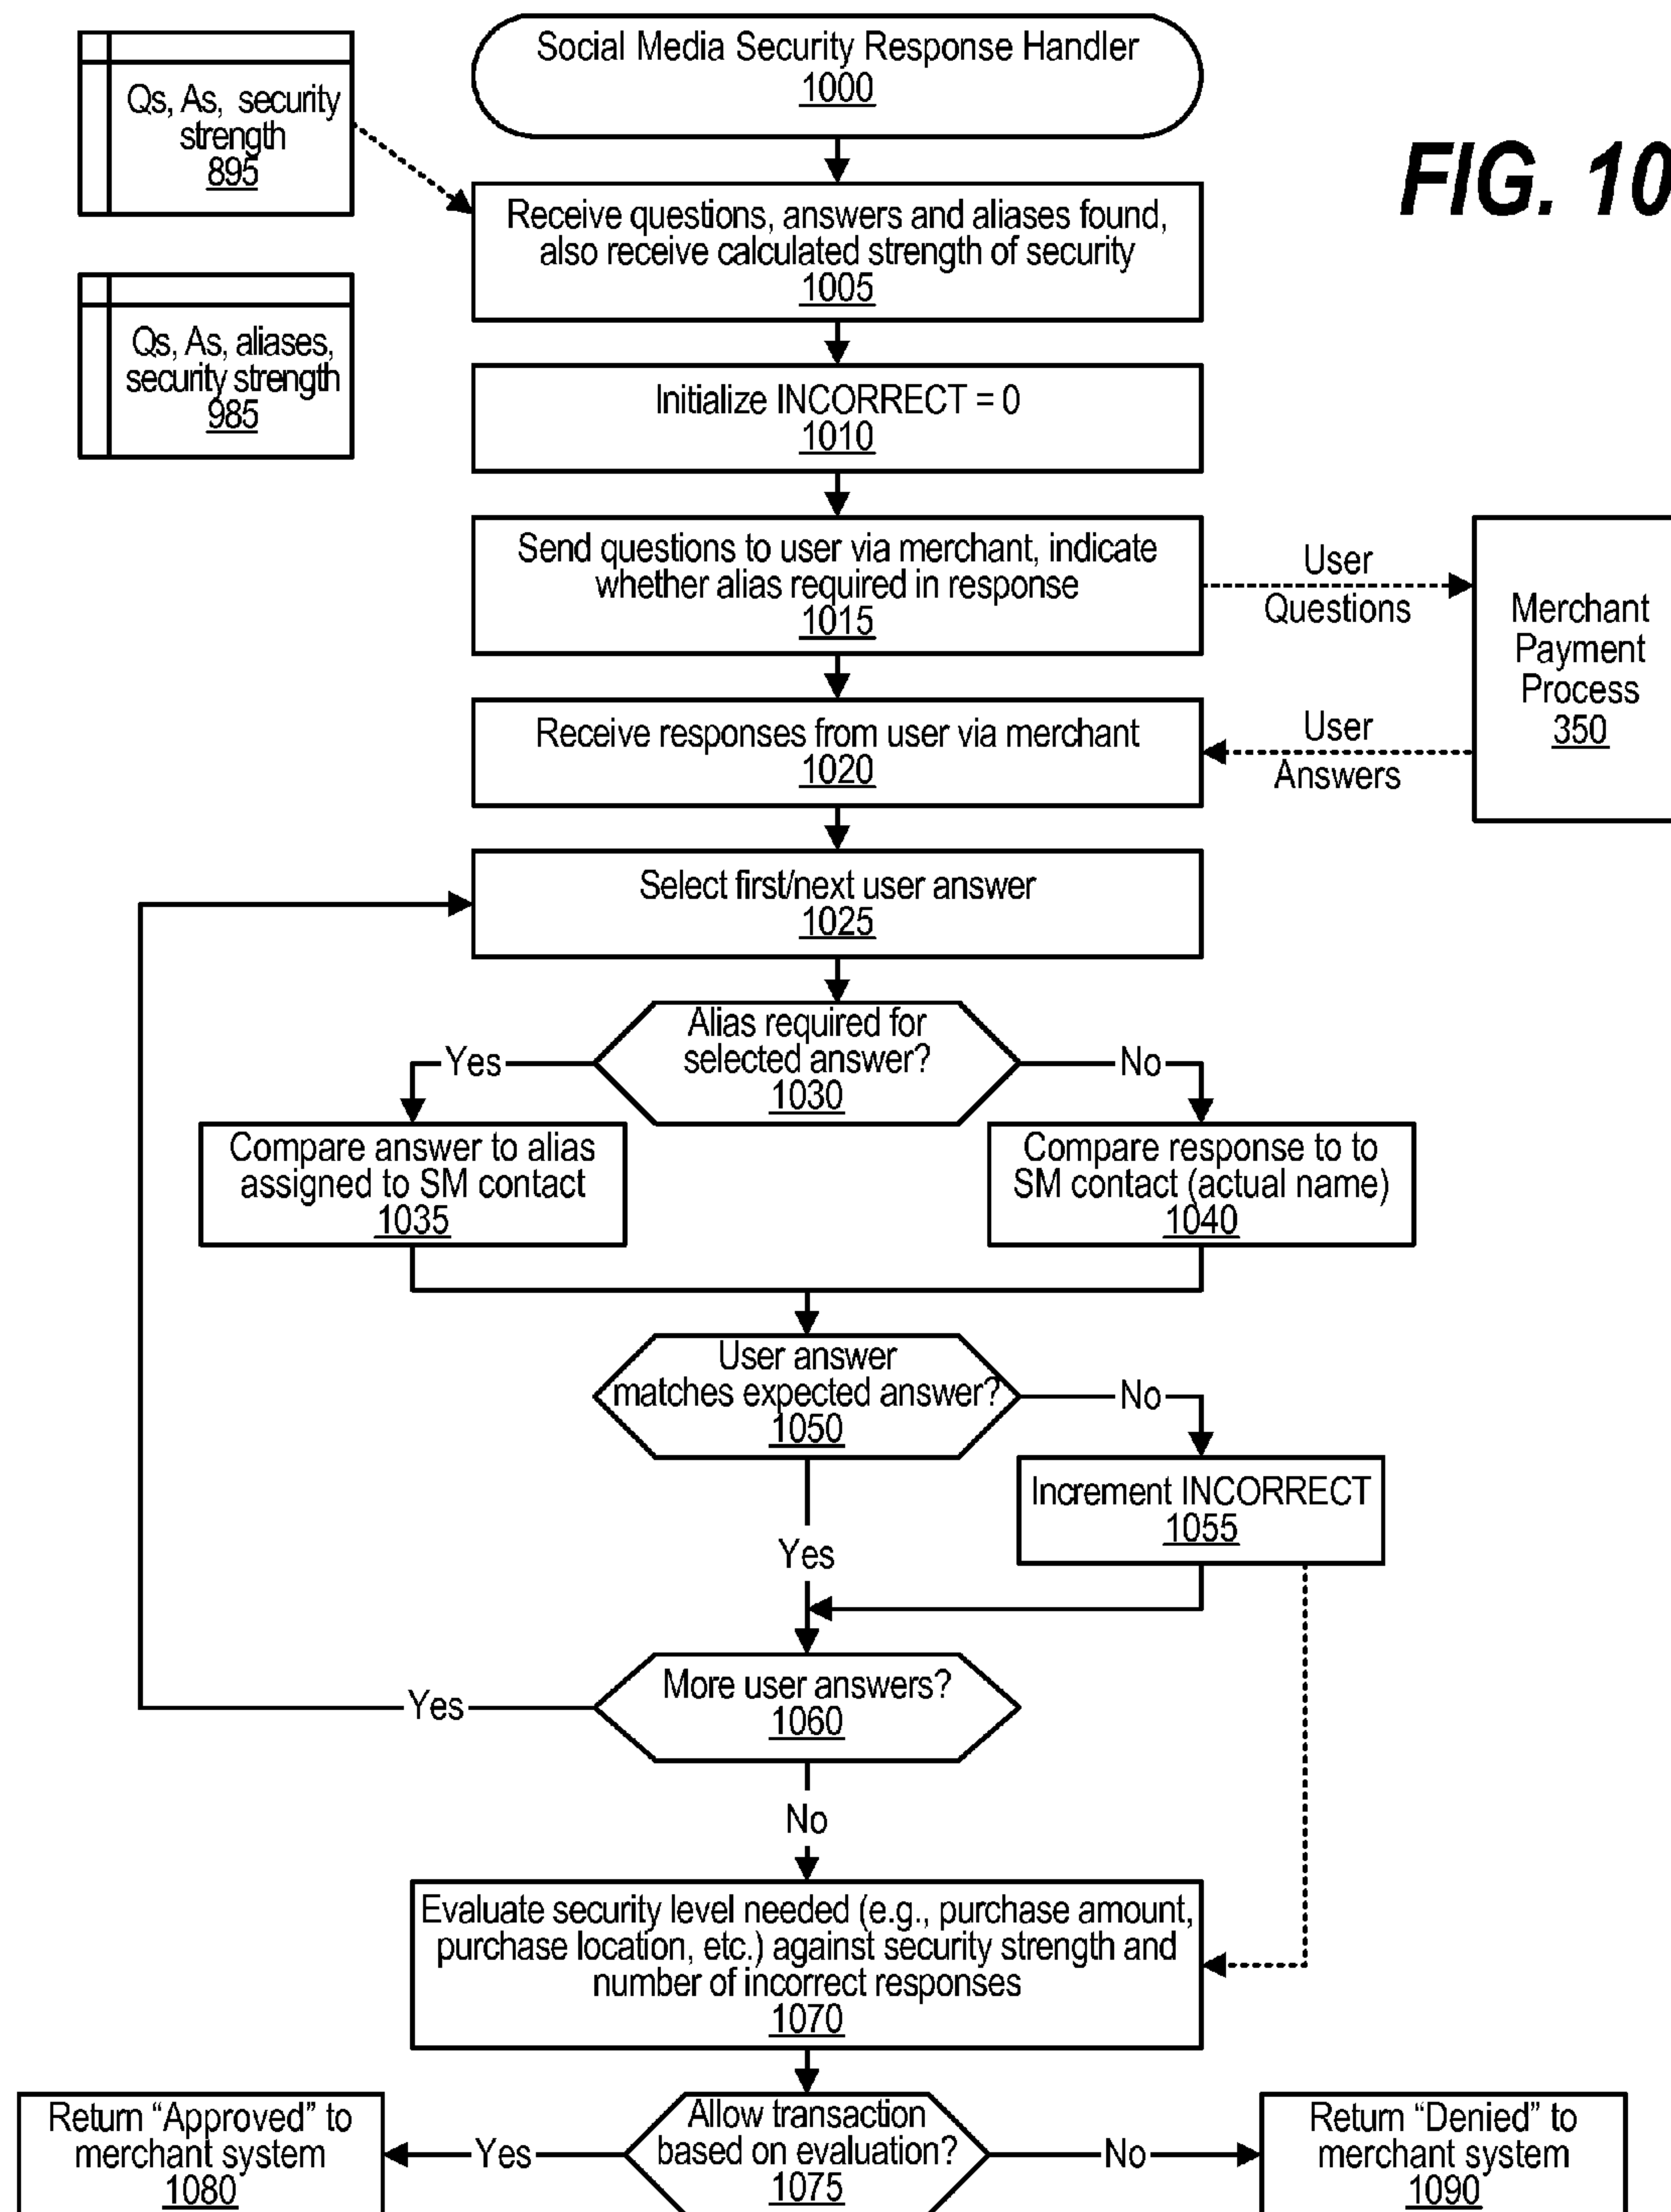 Social Media Security Response Handler
1000
Qs, As, security
strength
895
FIG. 10
Receive questions, answers and aliases found,
also receive calculated strength of security
1005
Qs, As, aliases,
security strength
985
Initialize INCORRECT = 0
1010
Send questions to user via merchant, indicate
whether alias required in response
1015
User
Questions
Merchant
Payment
Process
350
Receive responses from user via merchant
1020
User
Answers
Select first/next user answer
1025
Alias required for
selected answer?
1030
Yes
No
Compare answer to alias
assigned to SM contact
1035
Compare response to to
SM contact (actual name)
1040
User answer
matches expected answer?
1050
No
Increment INCORRECT
1055
Yes
More user answers?
1060
Yes
No
Evaluate security level needed (e.g., purchase amount,
purchase location, etc.) against security strength and
number of incorrect responses
1070
Allow transaction
based on evaluation?
1075
Yes
No
Return “Approved” to
merchant system
1080
Return “Denied” to
merchant system
1090